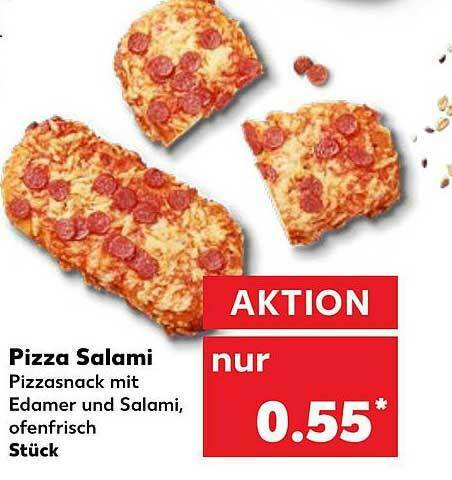 AKTION
Pizza Salami
Pizzasnack mit
Edamer und Salami,
ofenfrisch
Stück
nur
0.55*